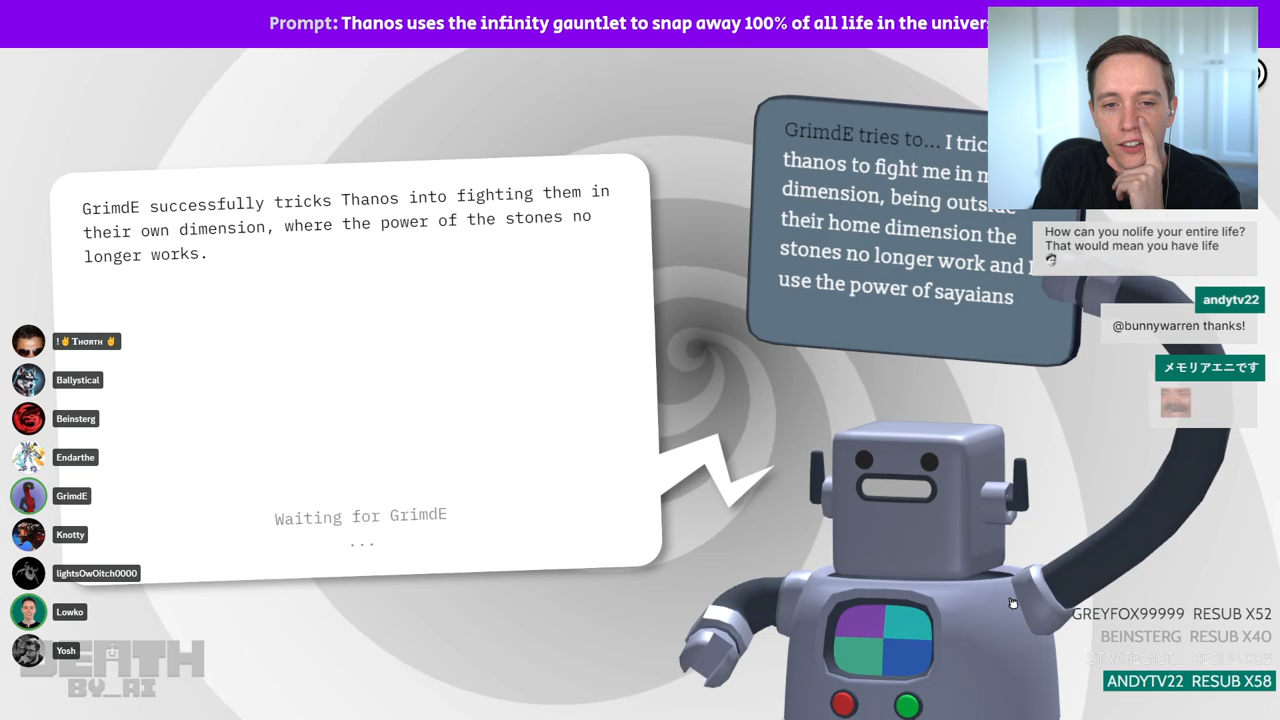 Prompt: Thanos uses the infinity gauntlet to snap away 100% of all life in the
GrimdE tries to... I
thanos to fight me in
dimension, being
their home dimension the
stones no longer work and
use the power of sayaians
GrimdE successfully tricks Thanos into fighting them in
their own dimension, where the power of the stones no
longer works.
Waiting for GrimdE
...
!✌Tʜσʀтʜ ✌
Ballystical
Beinsterg
Endarthe
GrimdE
Knotty
lightsOwOitch0000
Lowko
Yosh
DEATH
BY_AI
How can you nolife your entire life?
That would mean you have life
andytv22
@bunnywarren thanks!
メモリアエニです
GREYFOX99999 RESUB X52
BEINSTERG RESUB X40
ANDYTV22 RESUB X58